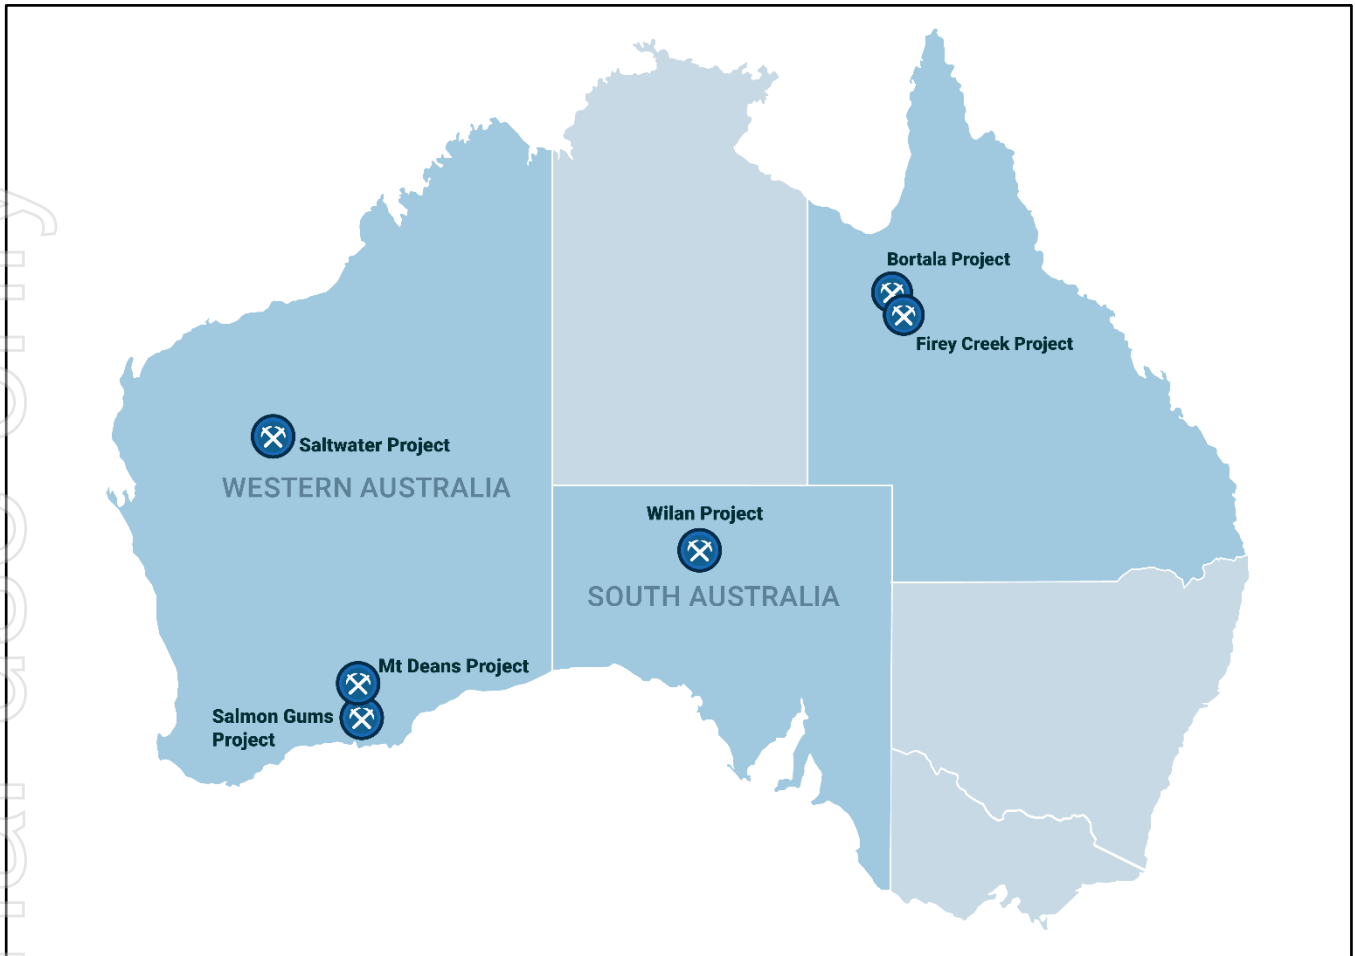 Bortala Project
Firey Creek Project
Saltwater Project
WESTERN AUSTRALIA
Wilan Project
SOUTH AUSTRALIA
Mt Deans Project
Salmon Gums
Project